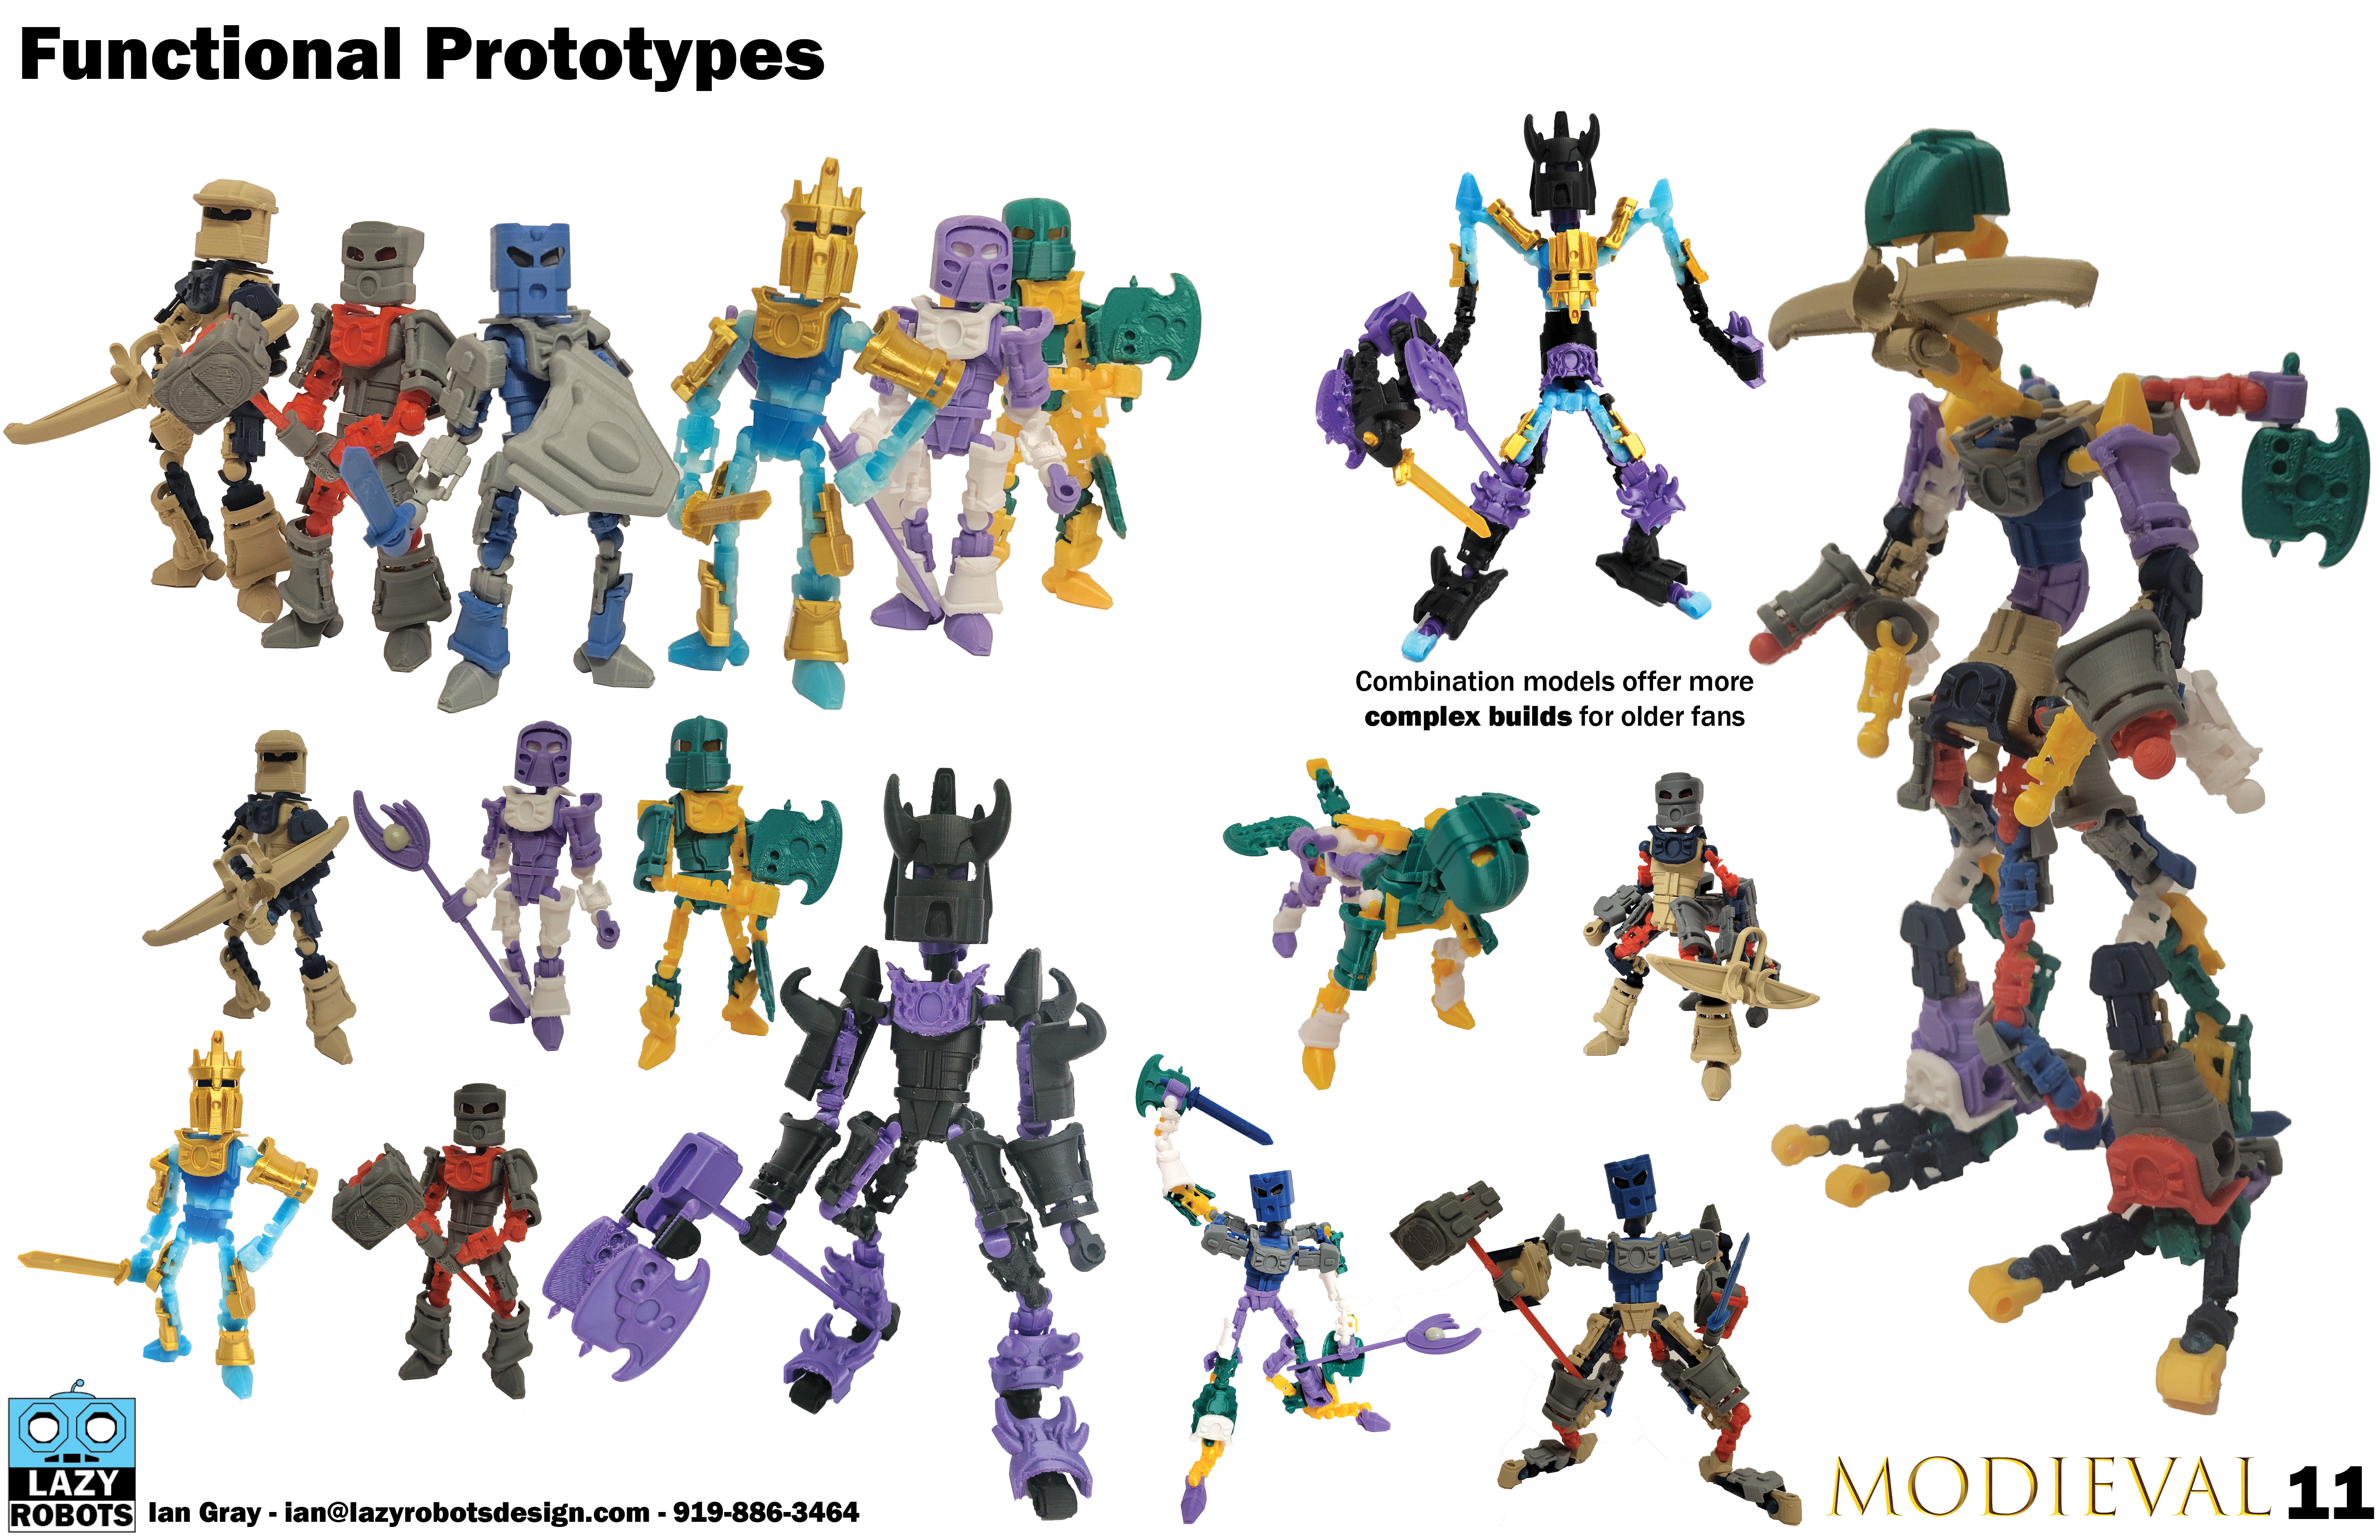 Functional Prototypes
Combination models offer more
complex builds for older fans
LAZY
ROBOTS
Ian Gray - ian@lazyrobotsdesign.com - 919-886-3464
MODIEVAL 11